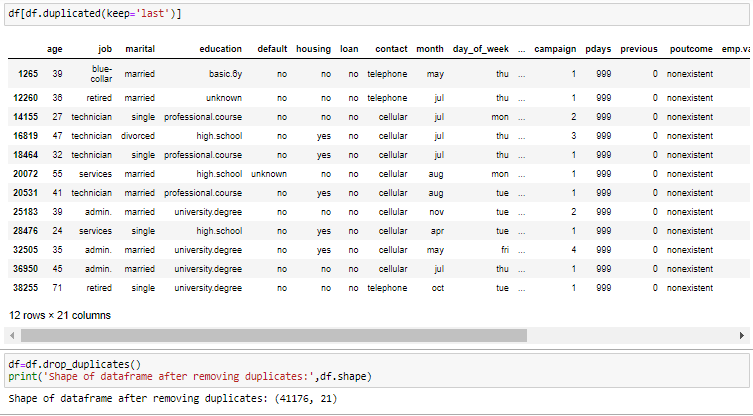 df[df.duplicated(keep='last')]
age job marital education default housing loan contact month day_of_week ... campaign pdays previous poutcome emp.va
1265 39 blue-collar married basic.6y no no no telephone may thu ... 1 999 0 nonexistent
12260 36 retired married unknown no no no telephone jul thu ... 1 999 0 nonexistent
14155 27 technician single professional.course no no no cellular jul mon ... 2 999 0 nonexistent
16819 47 technician divorced high.school no yes no cellular jul thu ... 3 999 0 nonexistent
18464 32 technician single professional.course no yes no cellular jul thu ... 1 999 0 nonexistent
20072 55 services married high.school unknown no no cellular aug mon ... 1 999 0 nonexistent
20531 41 technician married professional.course no yes no cellular aug tue ... 1 999 0 nonexistent
25183 39 admin. married university.degree no no no cellular nov tue ... 2 999 0 nonexistent
28476 24 services single high.school no yes no cellular apr tue ... 1 999 0 nonexistent
32505 35 admin. married university.degree no yes no cellular may fri ... 4 999 0 nonexistent
36950 45 admin. married university.degree no no no cellular jul thu ... 1 999 0 nonexistent
38255 71 retired single university.degree no no no telephone oct tue ... 1 999 0 nonexistent
12 rows × 21 columns
df=df.drop_duplicates()
print('Shape of dataframe after removing duplicates:',df.shape)
Shape of dataframe after removing duplicates: (41176, 21)